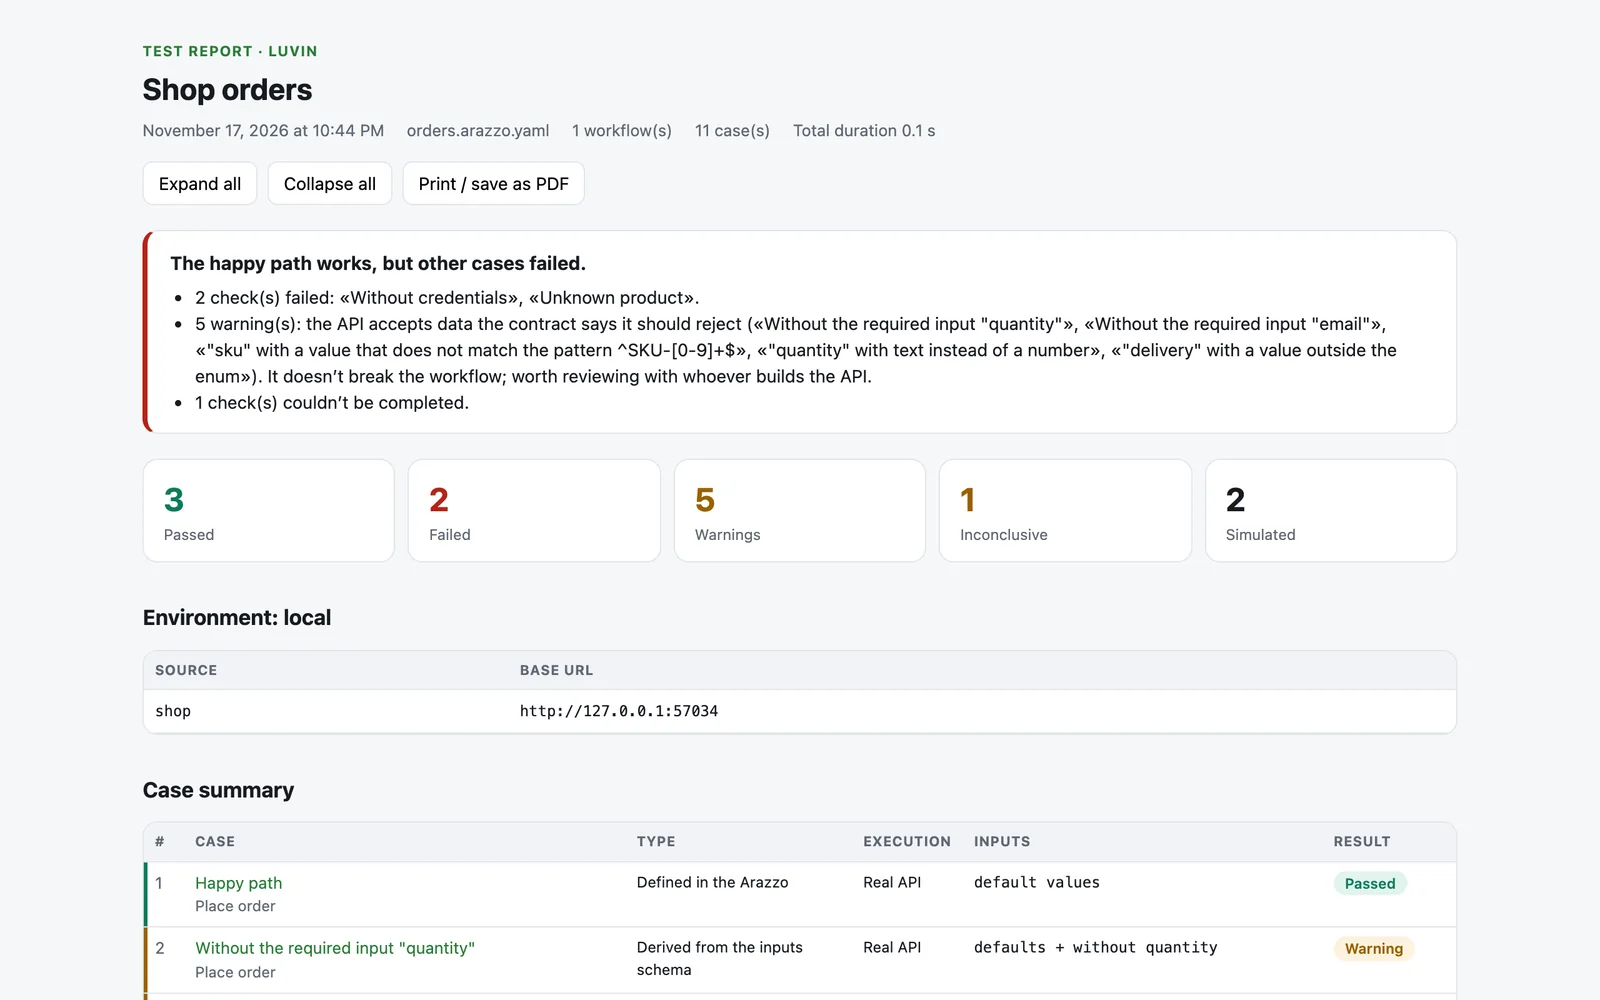 TEST REPORT · LUVIN
Shop orders
November 17, 2026 at 10:44 PM orders.arazzo.yaml 1 workflow(s) 11 case(s) Total duration 0.1 s
Expand all Collapse all Print / save as PDF
The happy path works, but other cases failed.
• 2 check(s) failed: «Without credentials», «Unknown product».
• 5 warning(s): the API accepts data the contract says it should reject («Without the required input "quantity"», «Without the required input "email"»,
«"sku" with a value that does not match the pattern ^SKU-[0-9]+$», «"quantity" with text instead of a number», «"delivery" with a value outside the
enum»). It doesn’t break the workflow; worth reviewing with whoever builds the API.
• 1 check(s) couldn’t be completed.
3 2 5 1 2
Passed Failed Warnings Inconclusive Simulated
Environment: local
SOURCE BASE URL
shop http://127.0.0.1:57034
Case summary
# CASE TYPE EXECUTION INPUTS RESULT
1 Happy path Defined in the Arazzo Real API default values Passed
Place order
2 Without the required input "quantity" Derived from the inputs Real API defaults + without quantity Warning
Place order schema